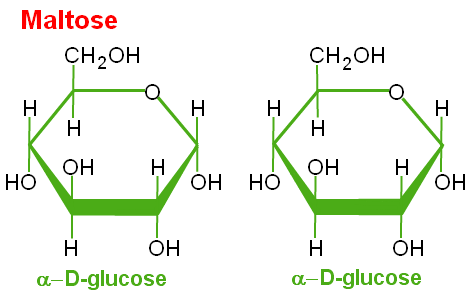 Maltose
CH2OH CH2OH
O O
H H H H
H H
OH H OH H
HO OH HO OH
H OH H OH
α–D-glucose α–D-glucose